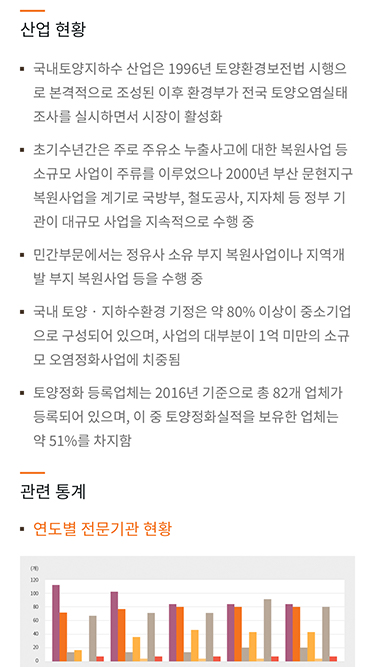 산업 현황
국내토양지하수 산업은 1996년 토양환경보전법 시행으
로 본격적으로 조성된 이후 환경부가 전국 토양오염실태
조사를 실시하면서 시장이 활성화
초기수년간은 주로 주유소 누출사고에 대한 복원사업 등
소규모 사업이 주류를 이루었으나 2000년 부산 문현지구
복원사업을 계기로 국방부, 철도공사, 지자체 등 정부 기
관이 대규모 사업을 지속적으로 수행 중
민간부문에서는 정유사 소유 부지 복원사업이나 지역개
발 부지 복원사업 등을 수행 중
국내 토양 · 지하수환경 기정은 약 80% 이상이 중소기업
으로 구성되어 있으며, 사업의 대부분이 1억 미만의 소규
모 오염정화사업에 치중됨
토양정화 등록업체는 2016년 기준으로 총 82개 업체가
등록되어 있으며, 이 중 토양정화실적을 보유한 업체는
약 51%를 차지함
관련 통계
연도별 전문기관 현황
(개)
120
100
80
60
40
20